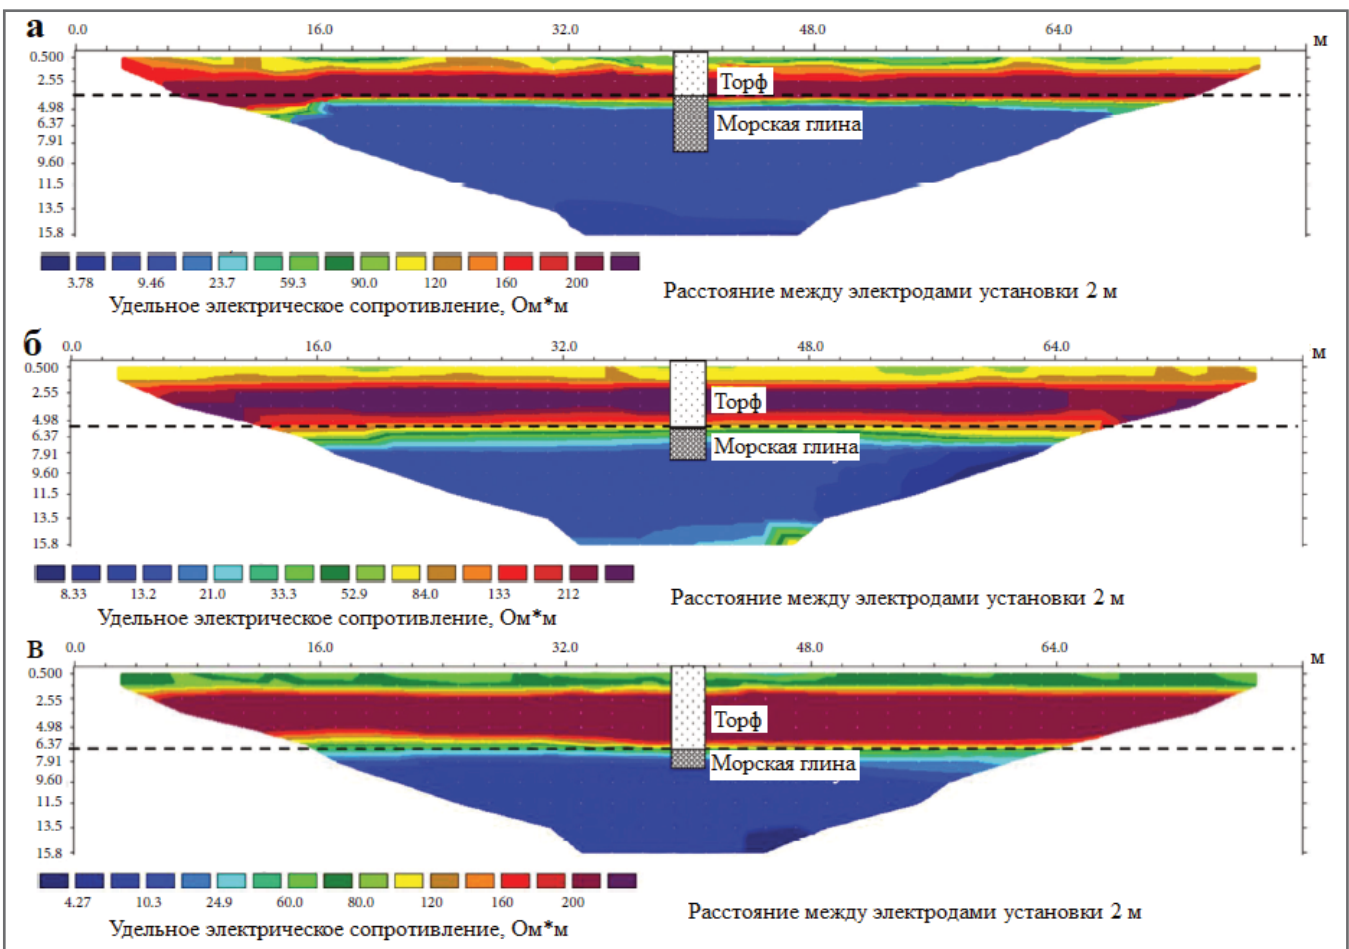 а
0.0 16.0 32.0 48.0 64.0 м
0.500
2.55
4.98
6.37
7.91
9.60
11.5
13.5
15.8
Торф
Морская глина
3.78 9.46 23.7 59.3 90.0 120 160 200
Удельное электрическое сопротивление, Ом*м
Расстояние между электродами установки 2 м
б
0.0 16.0 32.0 48.0 64.0 м
0.500
2.55
4.98
6.37
7.91
9.60
11.5
13.5
15.8
Торф
Морская глина
8.33 13.2 21.0 33.3 52.9 84.0 133 212
Удельное электрическое сопротивление, Ом*м
Расстояние между электродами установки 2 м
в
0.0 16.0 32.0 48.0 64.0 м
0.500
2.55
4.98
6.37
7.91
9.60
11.5
13.5
15.8
Торф
Морская глина
4.27 10.3 24.9 60.0 80.0 120 160 200
Удельное электрическое сопротивление, Ом*м
Расстояние между электродами установки 2 м